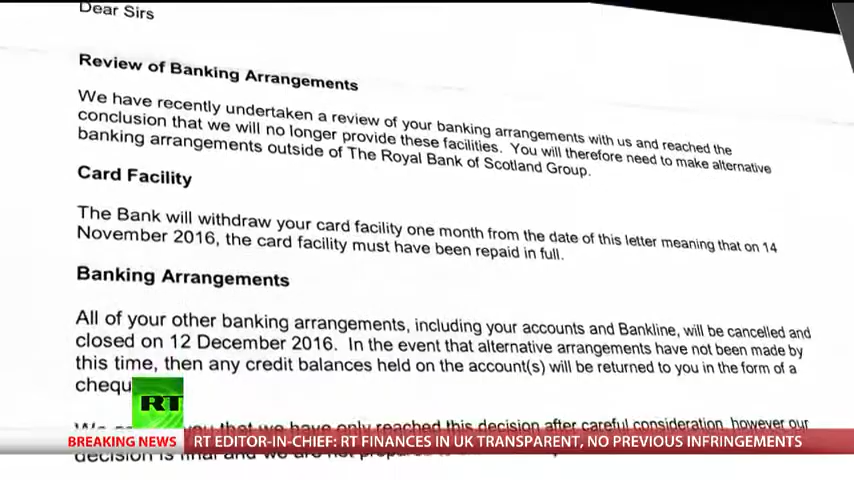 Dear Sirs
Review of Banking Arrangements
We have recently undertaken a review of your banking arrangements with us and reached the
conclusion that we will no longer provide these facilities. You will therefore need to make alternative
banking arrangements outside of The Royal Bank of Scotland Group.
Card Facility
The Bank will withdraw your card facility one month from the date of this letter meaning that on 14
November 2016, the card facility must have been repaid in full.
Banking Arrangements
All of your other banking arrangements, including your accounts and Bankline, will be cancelled and
closed on 12 December 2016. In the event that alternative arrangements have not been made by
this time, then any credit balances held on the account(s) will be returned to you in the form of a
chequ
RT
you that we have only reached this decision after careful consideration, however our
BREAKING NEWS RT EDITOR-IN-CHIEF: RT FINANCES IN UK TRANSPARENT, NO PREVIOUS INFRINGEMENTS
decision is final and we are not